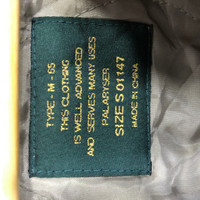 TYPE - M - 65
THIS CLOTHING
IS WELL ADVANCED
AND SERVES MANY USES
PALARYSER
SIZE S 01147
MADE IN CHINA